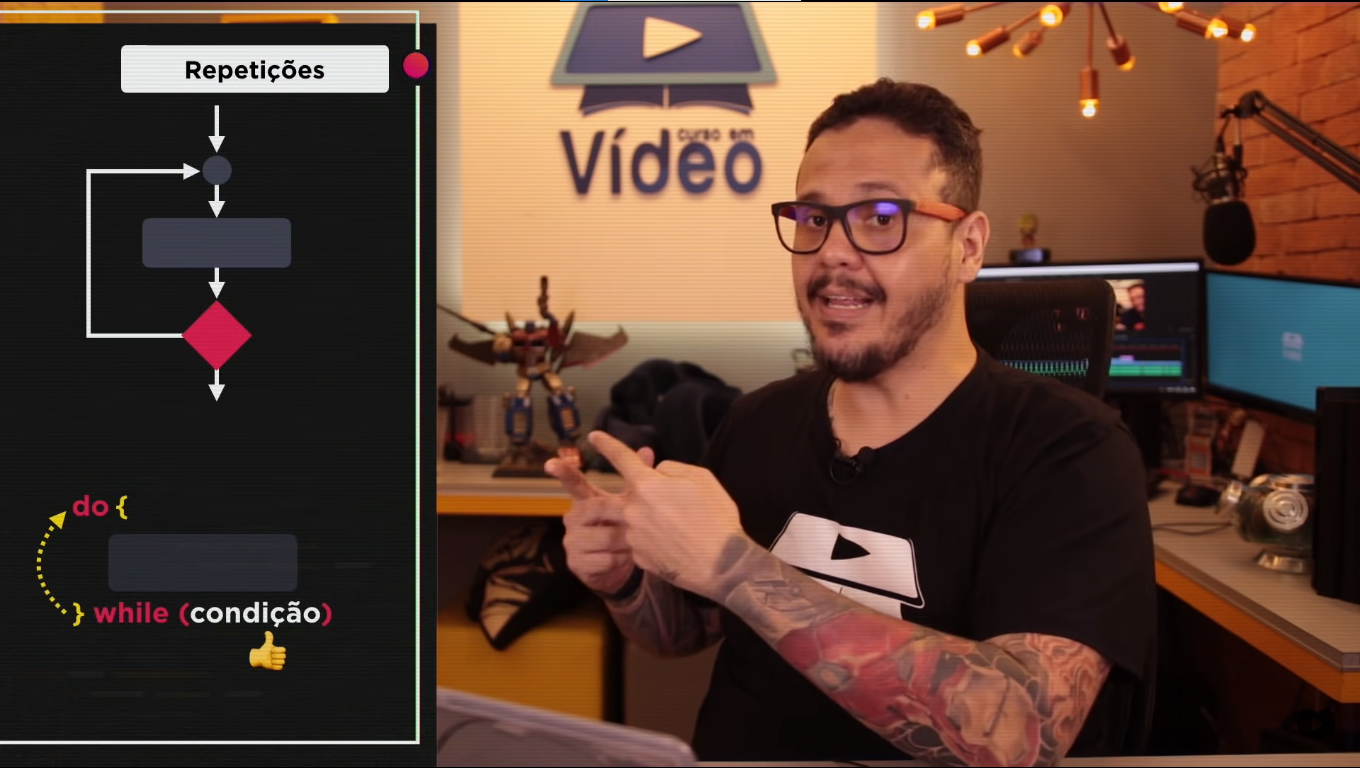 Repetições
do {
} while (condição)
curso em
Vídeo